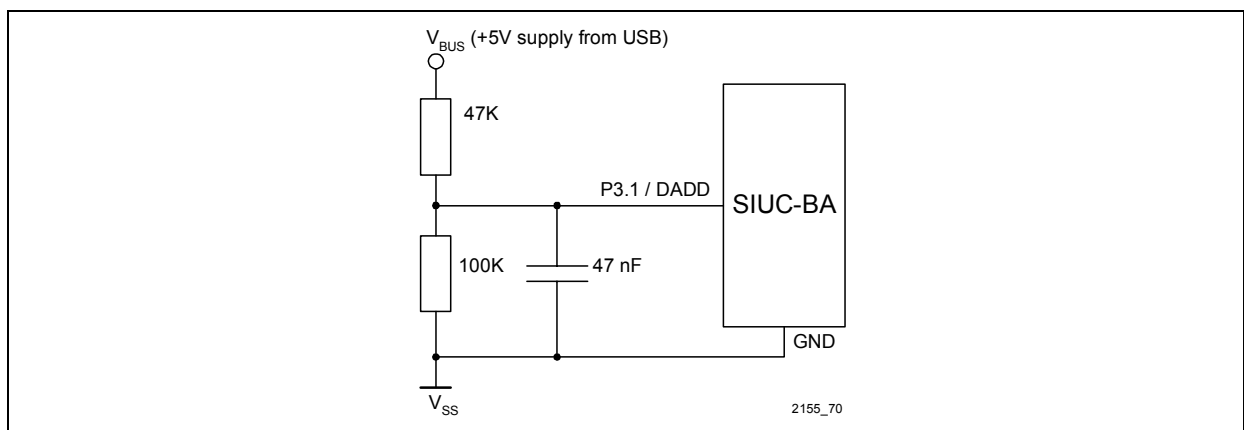 VBUS (+5V supply from USB)
47K
P3.1 / DADD
SIUC-BA
100K
47 nF
GND
VSS
2155_70